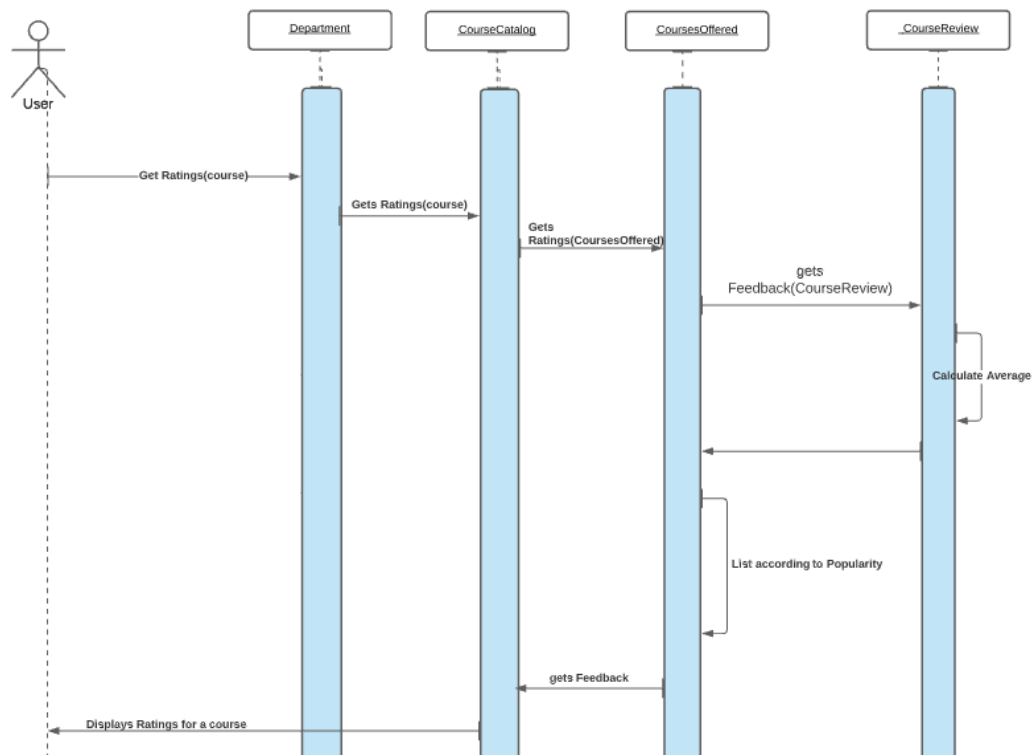 Department
CourseCatalog
CoursesOffered
CourseReview
User
Get Ratings(course)
Gets Ratings(course)
Gets
Ratings(CoursesOffered)
gets
Feedback(CourseReview)
Calculate Average
List according to Popularity
gets Feedback
Displays Ratings for a course